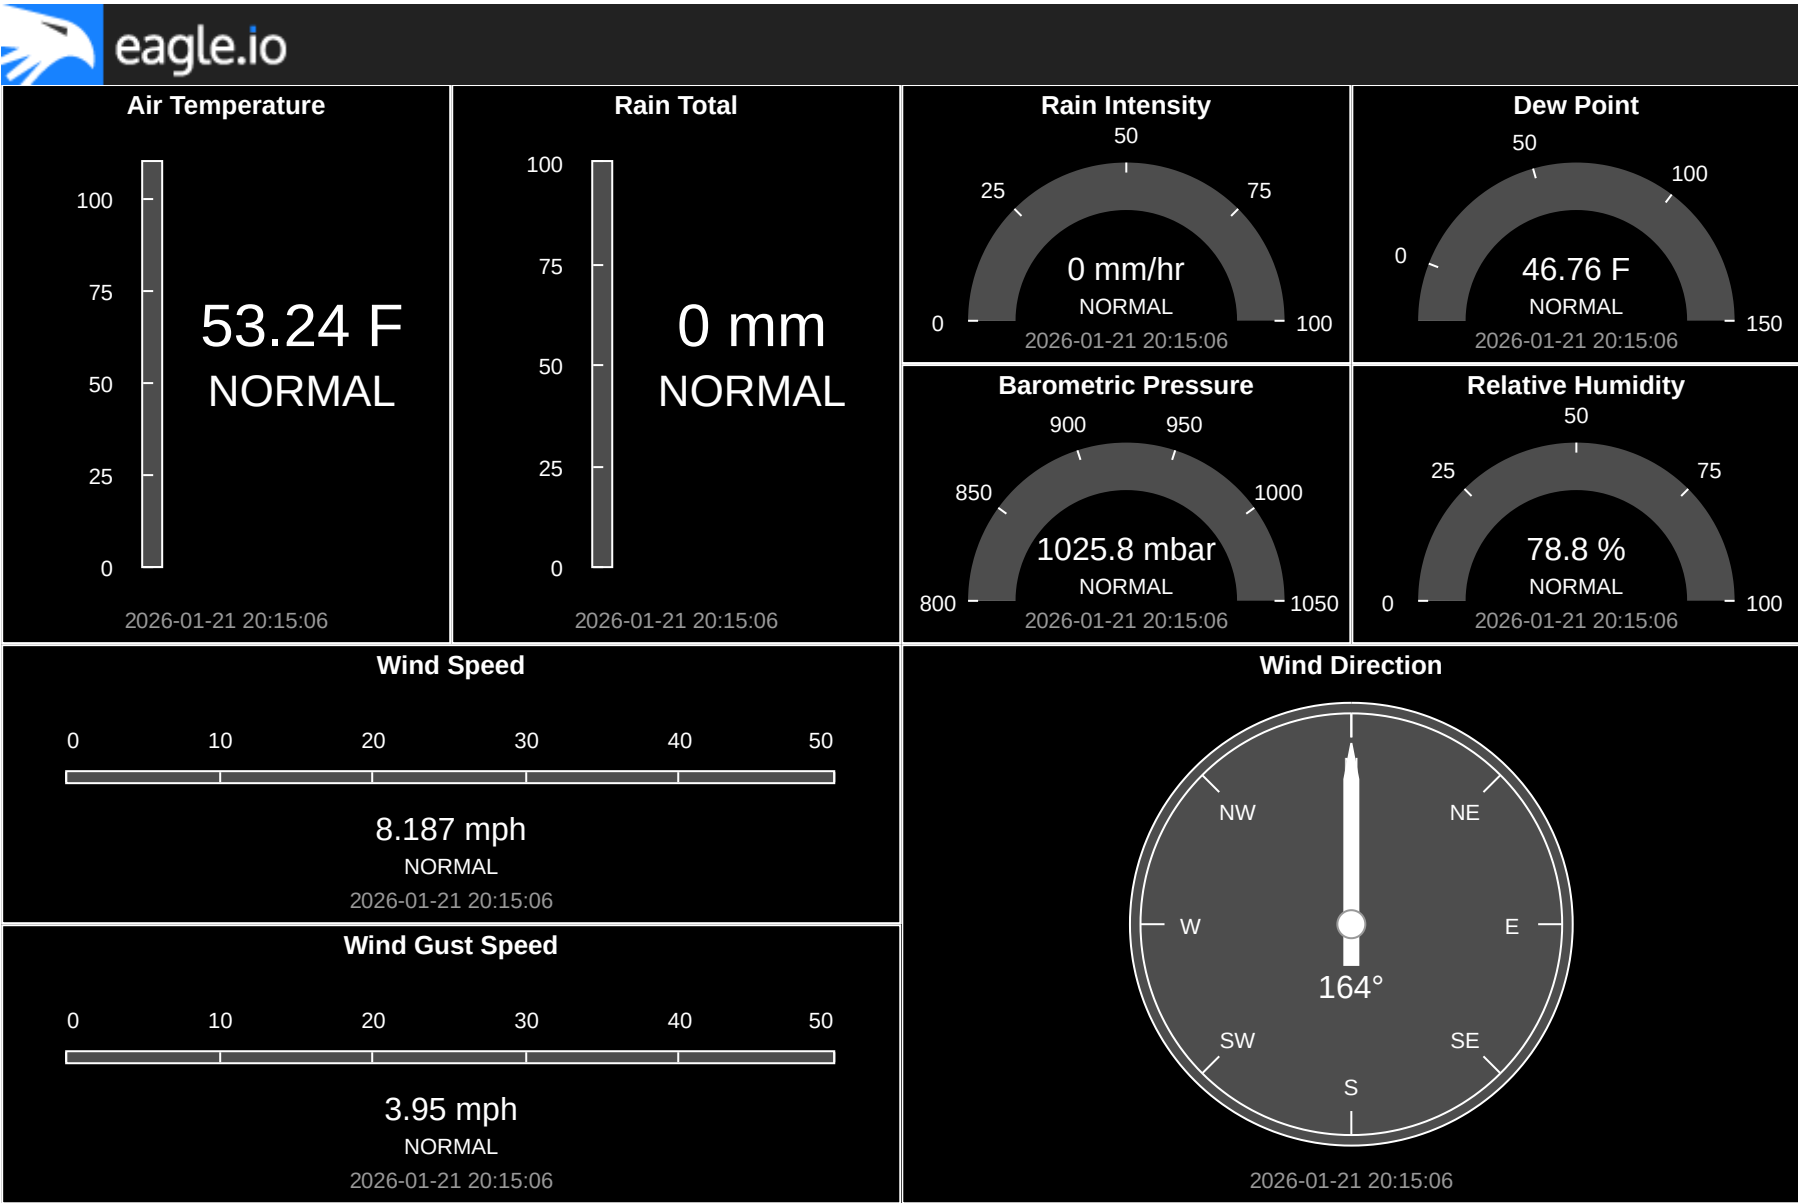 eagle.io
Air Temperature
100
75
50
25
0
53.24 F
NORMAL
2026-01-21 20:15:06
Rain Total
100
75
50
25
0
0 mm
NORMAL
2026-01-21 20:15:06
Rain Intensity
0
25
50
75
100
0 mm/hr
NORMAL
2026-01-21 20:15:06
Dew Point
0
50
100
150
46.76 F
NORMAL
2026-01-21 20:15:06
Barometric Pressure
800
850
900
950
1000
1050
1025.8 mbar
NORMAL
2026-01-21 20:15:06
Relative Humidity
0
25
50
75
100
78.8 %
NORMAL
2026-01-21 20:15:06
Wind Speed
0 10 20 30 40 50
8.187 mph
NORMAL
2026-01-21 20:15:06
Wind Gust Speed
0 10 20 30 40 50
3.95 mph
NORMAL
2026-01-21 20:15:06
Wind Direction
NW NE
W E
164°
SW SE
S
2026-01-21 20:15:06